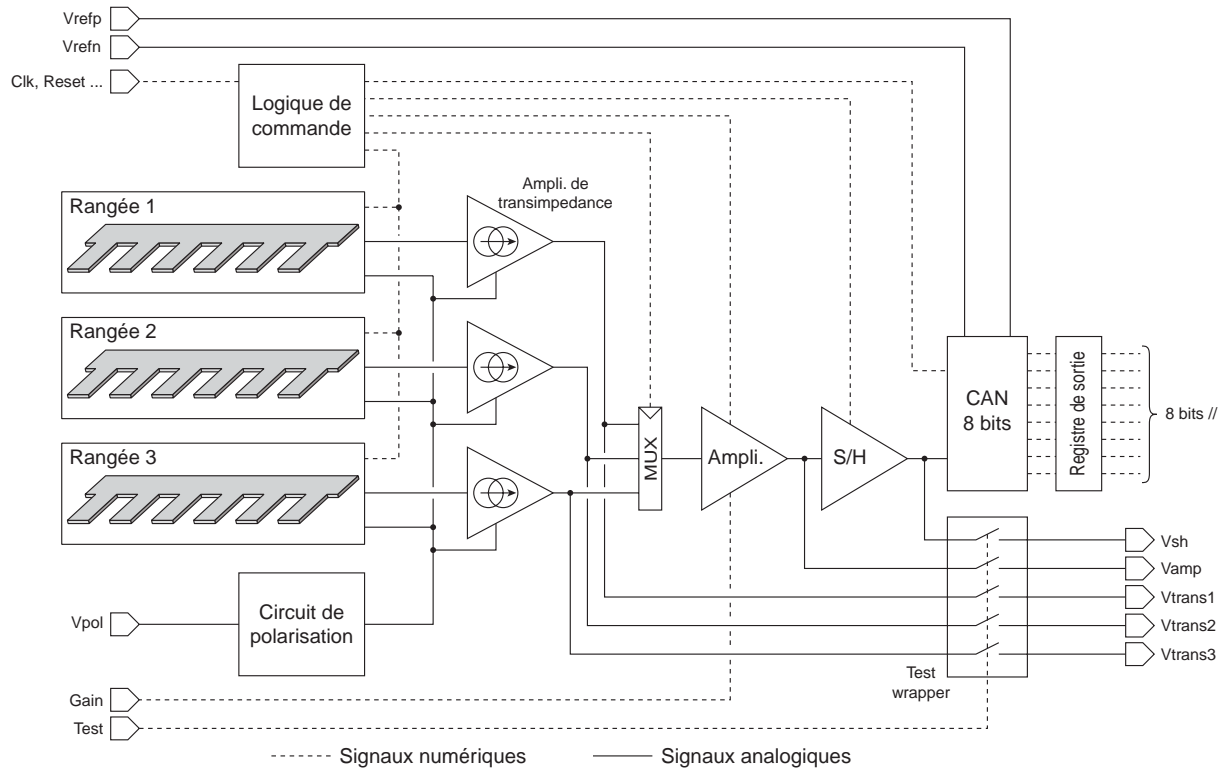 Vrefp
Vrefn
Clk, Reset ...
Logique de
commande
Ampli. de
transimpedance
Rangée 1
Rangée 2
Rangée 3
MUX
Ampli.
S/H
CAN
8 bits
Registre de sortie
8 bits //
Vsh
Vamp
Vtrans1
Vtrans2
Vtrans3
Vpol
Circuit de
polarisation
Test
wrapper
Gain
Test
Signaux numériques
Signaux analogiques